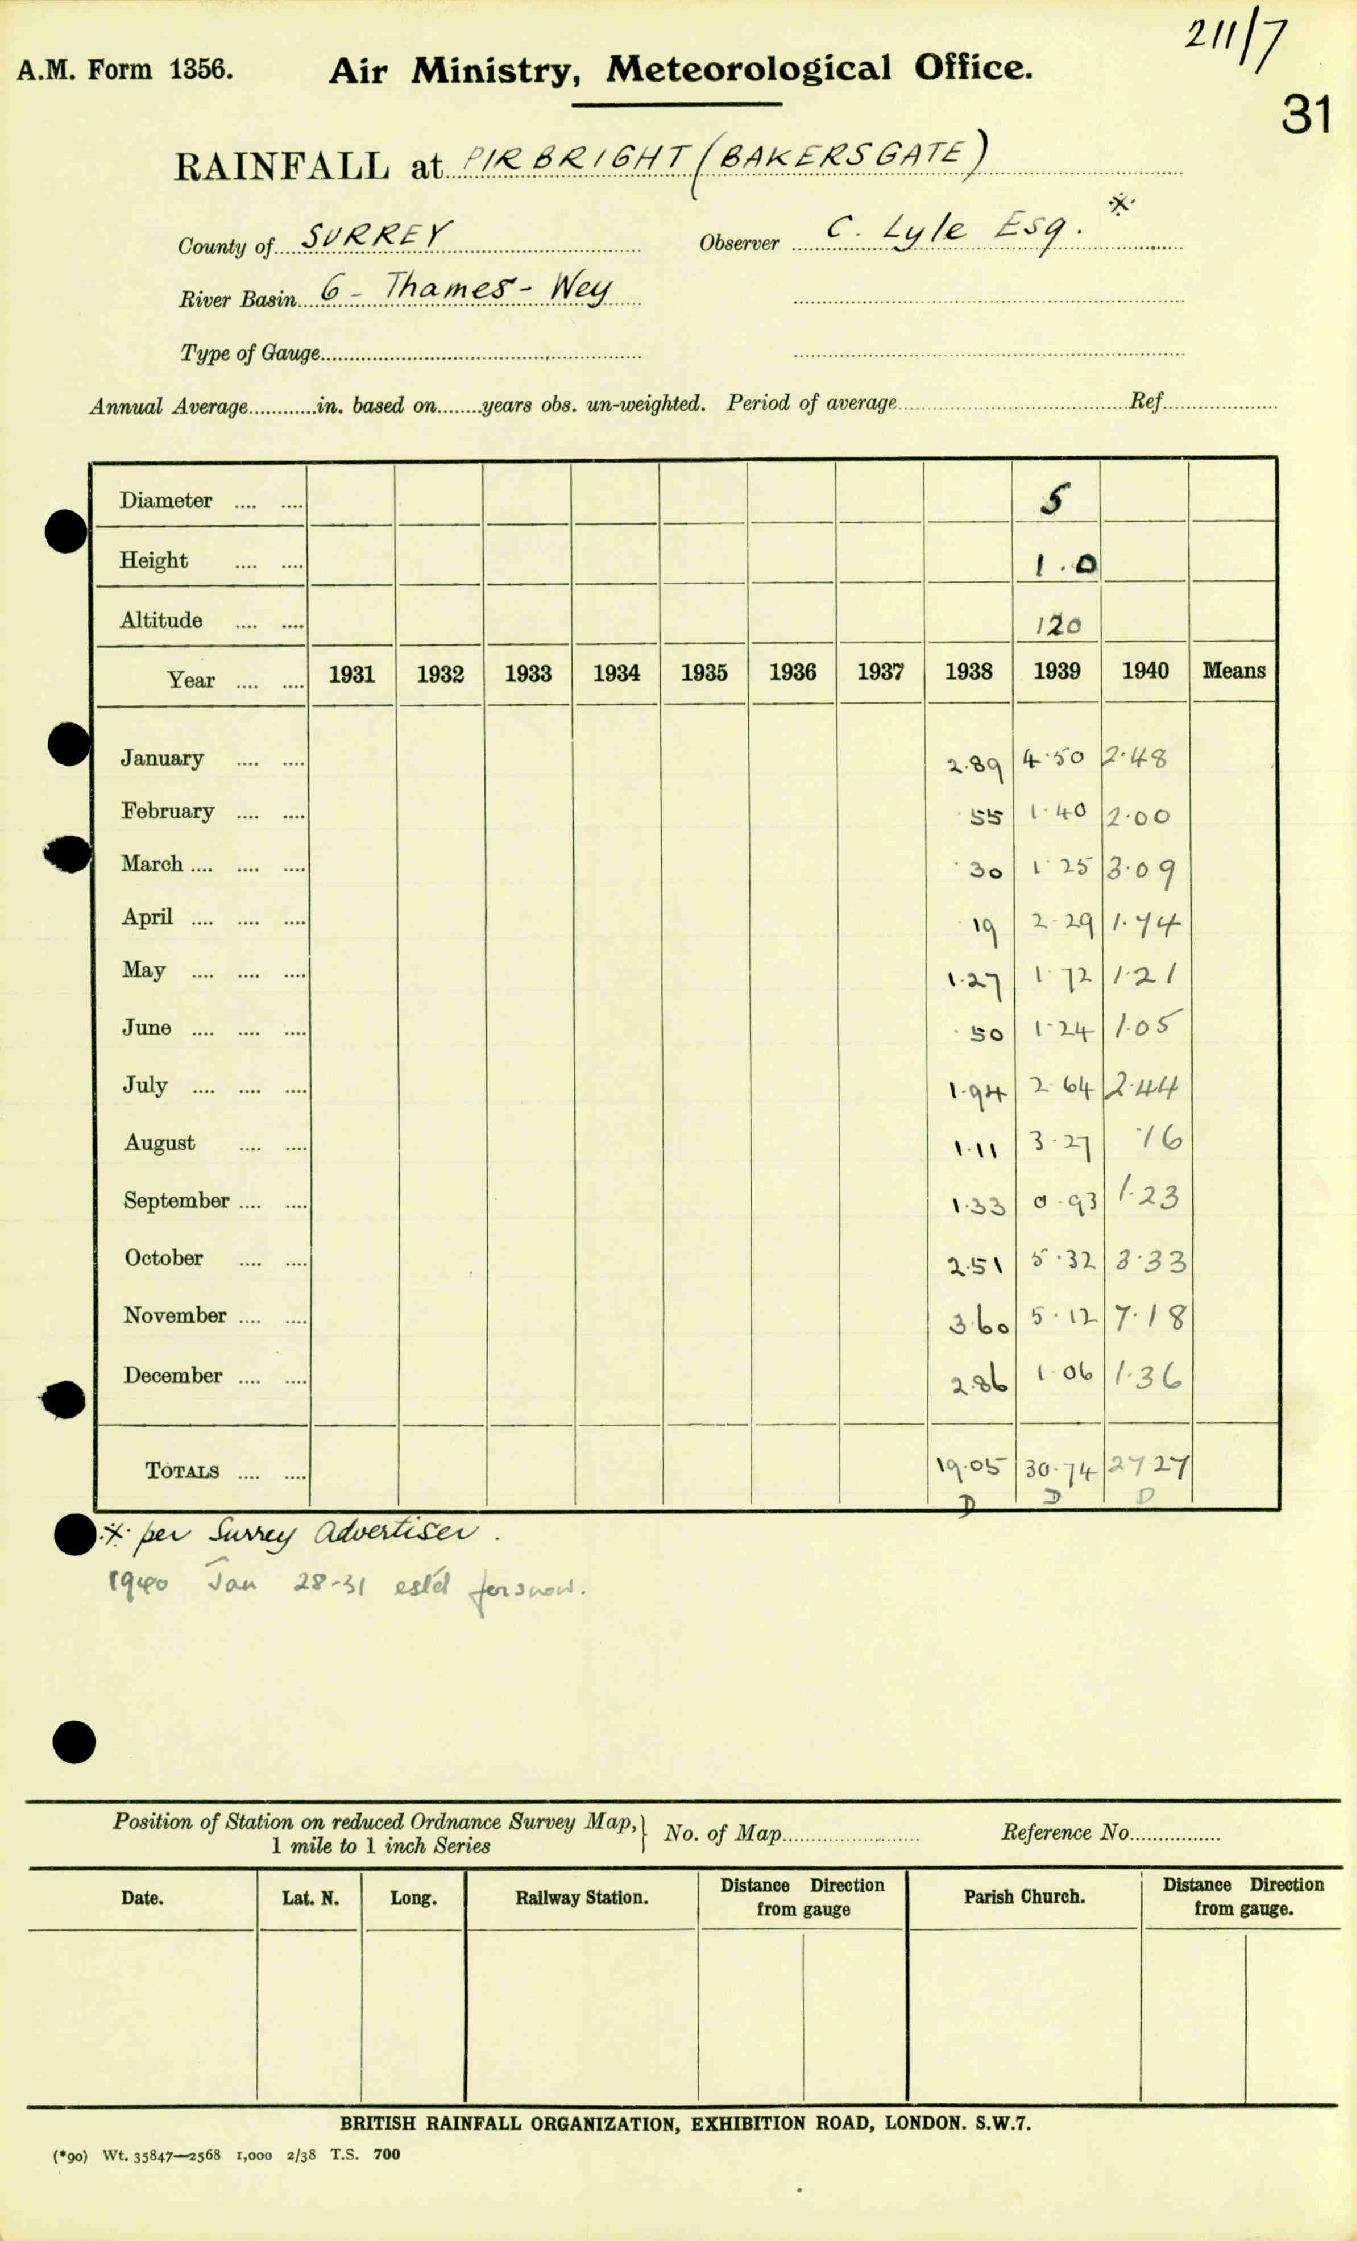 211/7
A.M. Form 1356. Air Ministry, Meteorological Office.
31
RAINFALL at PIRBRIGHT (BAKERSGATE)
County of SURREY Observer C. Lyle Esq. *
River Basin 6 - Thames - Wey
Type of Gauge
Annual Average in. based on years obs. un-weighted. Period of average Ref.
Diameter 5
Height 1.0
Altitude 120
Year 1931 1932 1933 1934 1935 1936 1937 1938 1939 1940 Means
January 2.89 4.50 2.48
February .55 1.40 2.00
March .30 1.25 3.09
April .19 2.29 1.74
May 1.27 1.72 1.21
June .50 1.24 1.05
July 1.94 2.64 2.44
August 1.11 3.27 .16
September 1.33 0.93 1.23
October 2.51 5.32 3.33
November 3.60 5.12 7.18
December 2.86 1.06 1.36
TOTALS 19.05 30.74 27 27
D D D
* per Surrey Advertiser.
1940 Jan 28-31 est'd for snow.
Position of Station on reduced Ordnance Survey Map, 1 mile to 1 inch Series No. of Map Reference No.
Date. Lat. N. Long. Railway Station. Distance Direction from gauge Parish Church. Distance Direction from gauge.
BRITISH RAINFALL ORGANIZATION, EXHIBITION ROAD, LONDON. S.W.7.
(*90) Wt. 35847—2568 1,000 2/38 T.S. 700